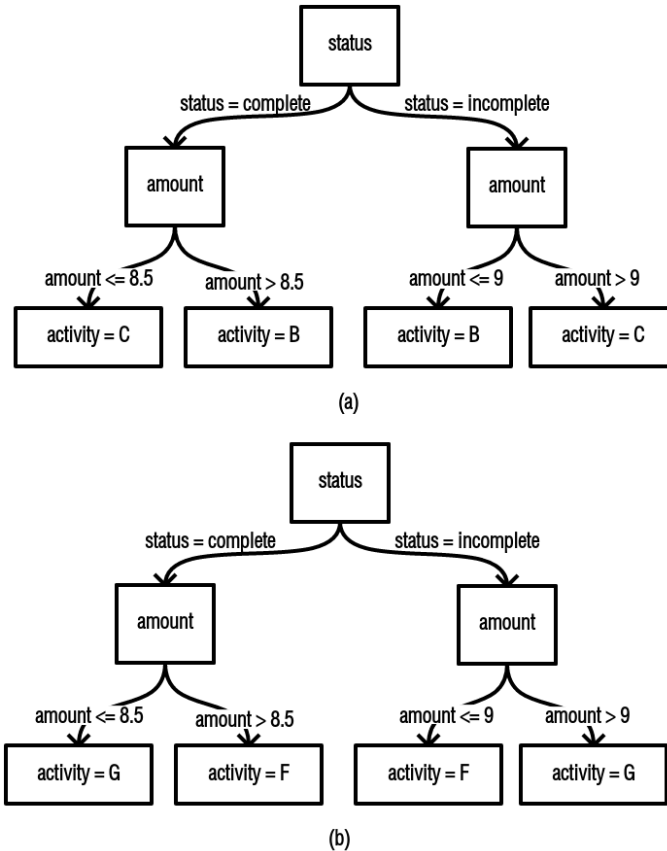 status
status = complete
status = incomplete
amount
amount
amount <= 8.5
amount > 8.5
amount <= 9
amount > 9
activity = C
activity = B
activity = B
activity = C
(a)
status
status = complete
status = incomplete
amount
amount
amount <= 8.5
amount > 8.5
amount <= 9
amount > 9
activity = G
activity = F
activity = F
activity = G
(b)